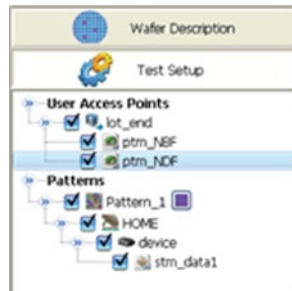 Wafer Description
Test Setup
User Access Points
lot_end
ptm_NBF
ptm_NDF
Patterns
Pattern_1
HOME
device
stm_data1